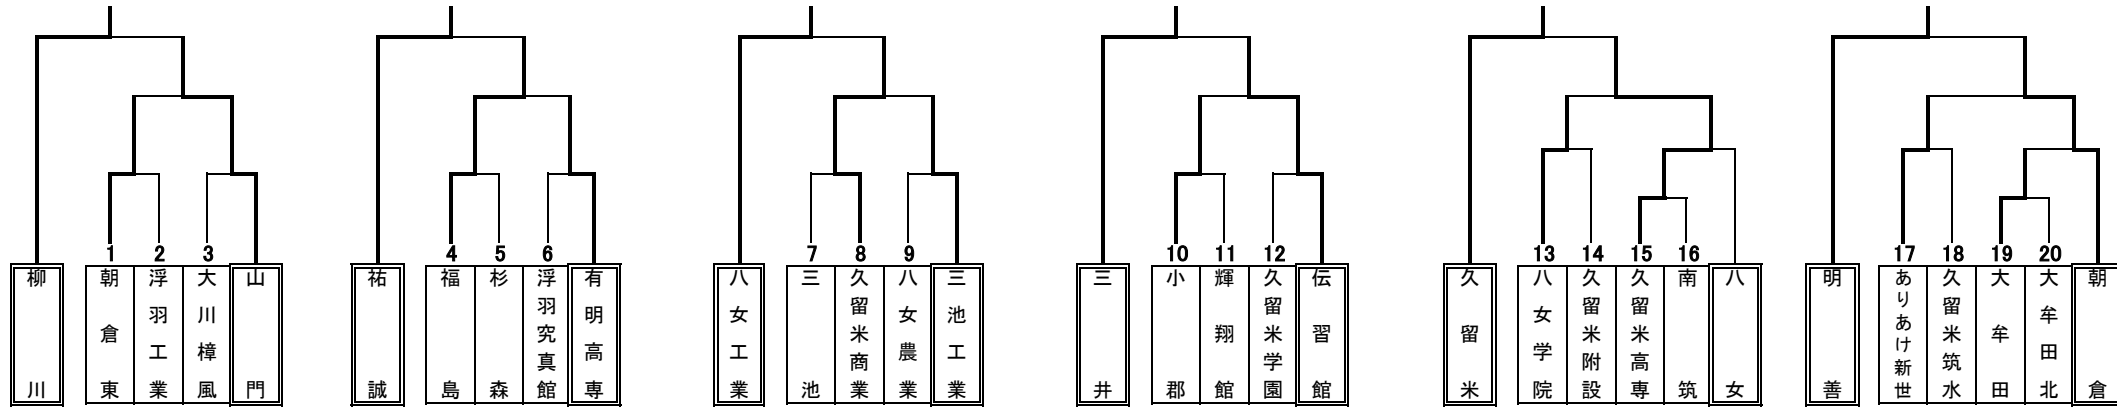 1 2 3 4 5 6 7 8 9 10 11 12 13 14 15 16 17 18 19 20
柳川
朝倉東
浮羽工業
大川樟風
山門
祐誠
福島
杉森
浮羽究真館
有明高専
八女工業
三池
久留米商業
八女農業
三池工業
三井
小郡
輝翔館
久留米学園
伝習館
久留米
八女学院
久留米附設
久留米高専
南筑
八女
明善
ありあけ新世
久留米筑水
大牟田
大牟田北
朝倉